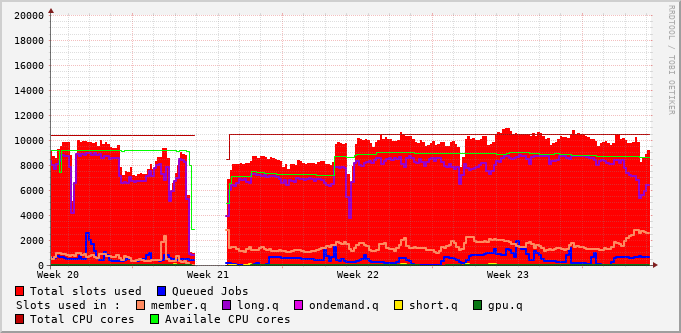 20000
18000
16000
14000
12000
10000
8000
6000
4000
2000
0
Week 20 Week 21 Week 22 Week 23
Total slots used Queued Jobs
Slots used in : member.q long.q ondemand.q short.q gpu.q
Total CPU cores Availale CPU cores
RRDTOOL / TOBI OETIKER